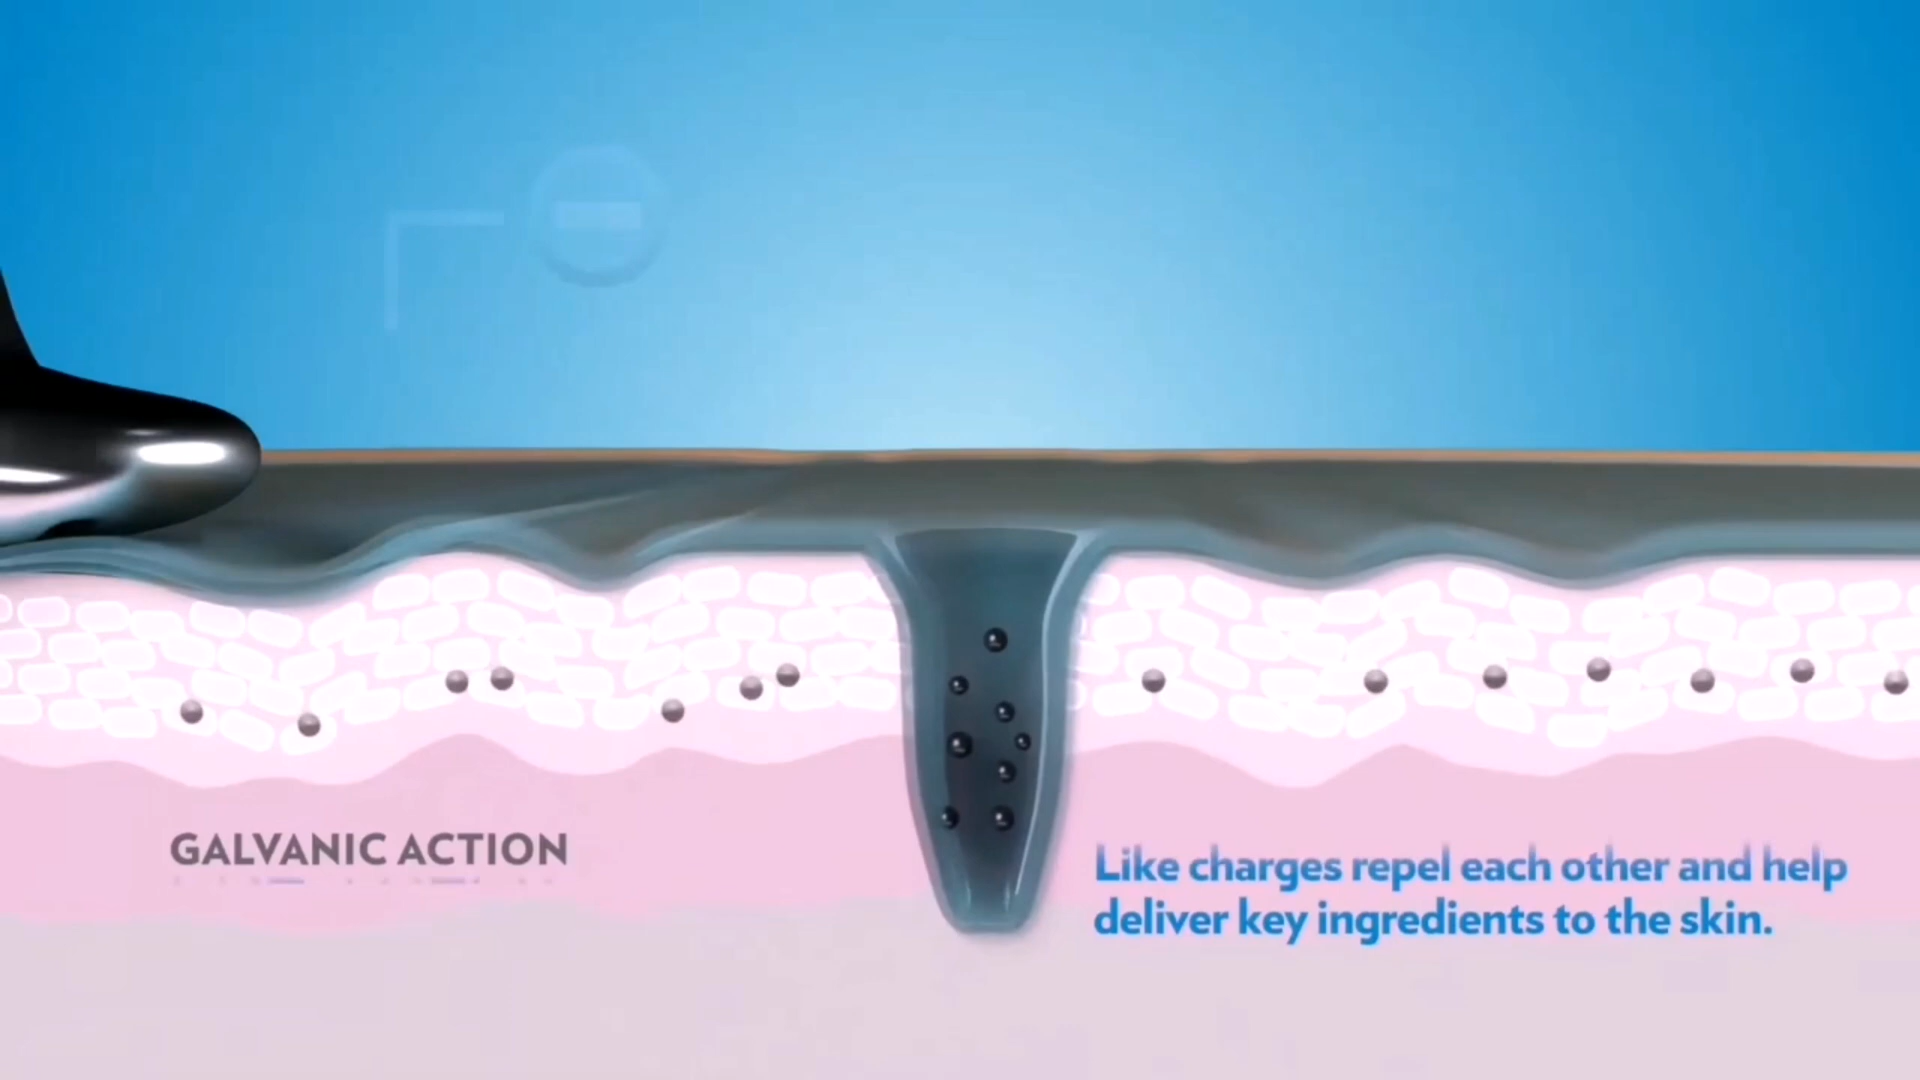 GALVANIC ACTION
Like charges repel each other and help
deliver key ingredients to the skin.